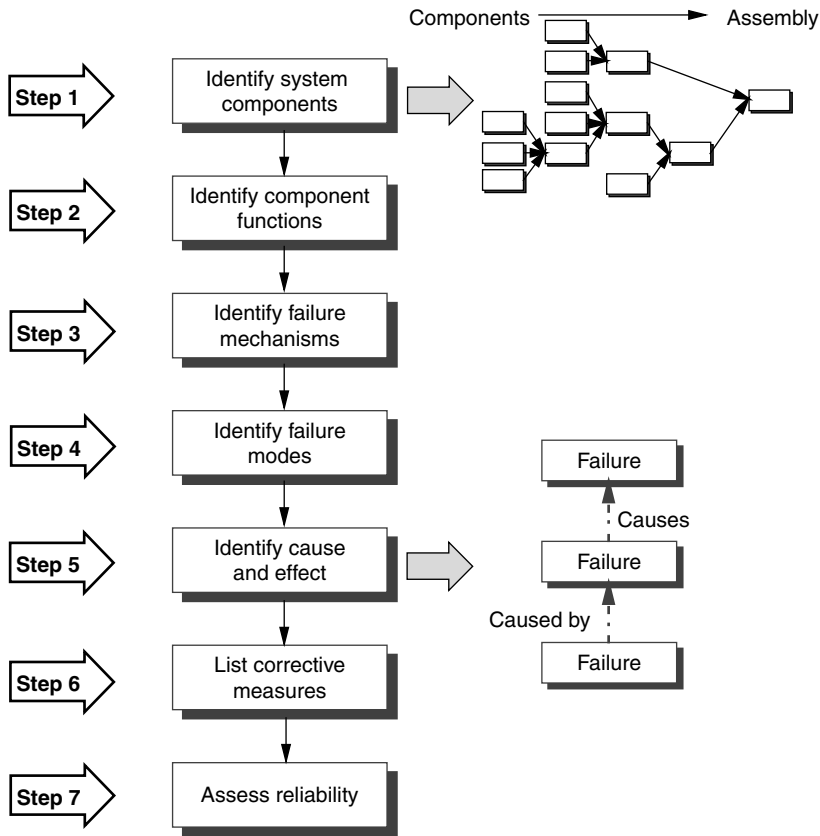 Components
Assembly
Step 1
Identify system
components
Step 2
Identify component
functions
Step 3
Identify failure
mechanisms
Step 4
Identify failure
modes
Failure
Causes
Step 5
Identify cause
and effect
Failure
Caused by
Failure
Step 6
List corrective
measures
Step 7
Assess reliability